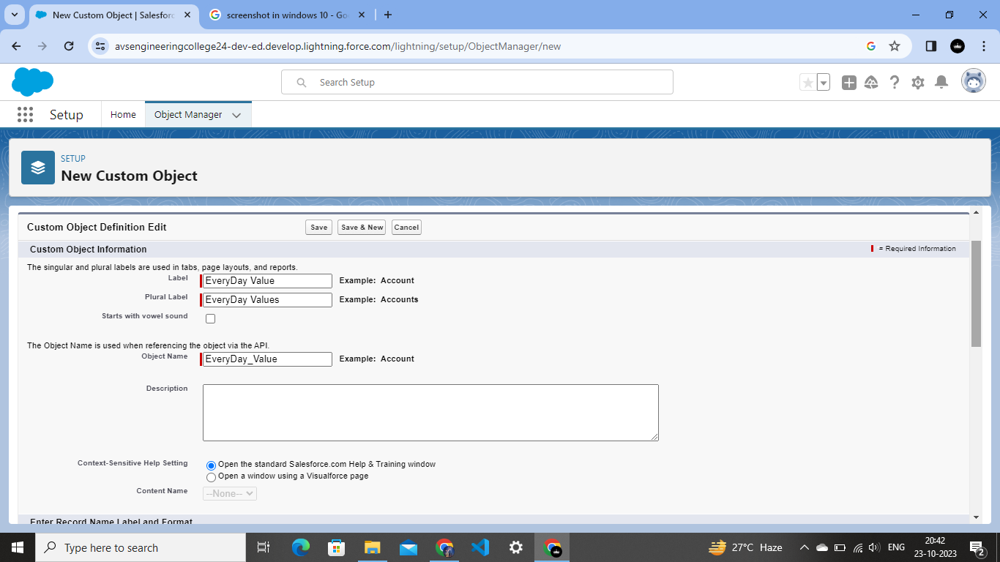 New Custom Object | Salesforc
screenshot in windows 10 - Goo
avsengineeringcollege24-dev-ed.develop.lightning.force.com/lightning/setup/ObjectManager/new
Search Setup
Setup Home Object Manager
SETUP
New Custom Object
Custom Object Definition Edit Save Save & New Cancel
Custom Object Information = Required Information
The singular and plural labels are used in tabs, page layouts, and reports.
Label EveryDay Value Example: Account
Plural Label EveryDay Values Example: Accounts
Starts with vowel sound
The Object Name is used when referencing the object via the API.
Object Name EveryDay_Value Example: Account
Description
Context-Sensitive Help Setting Open the standard Salesforce.com Help & Training window
Open a window using a Visualforce page
Content Name --None--
Enter Record Name Label and Format
Type here to search 27°C Haze ENG 20:42
23-10-2023 2